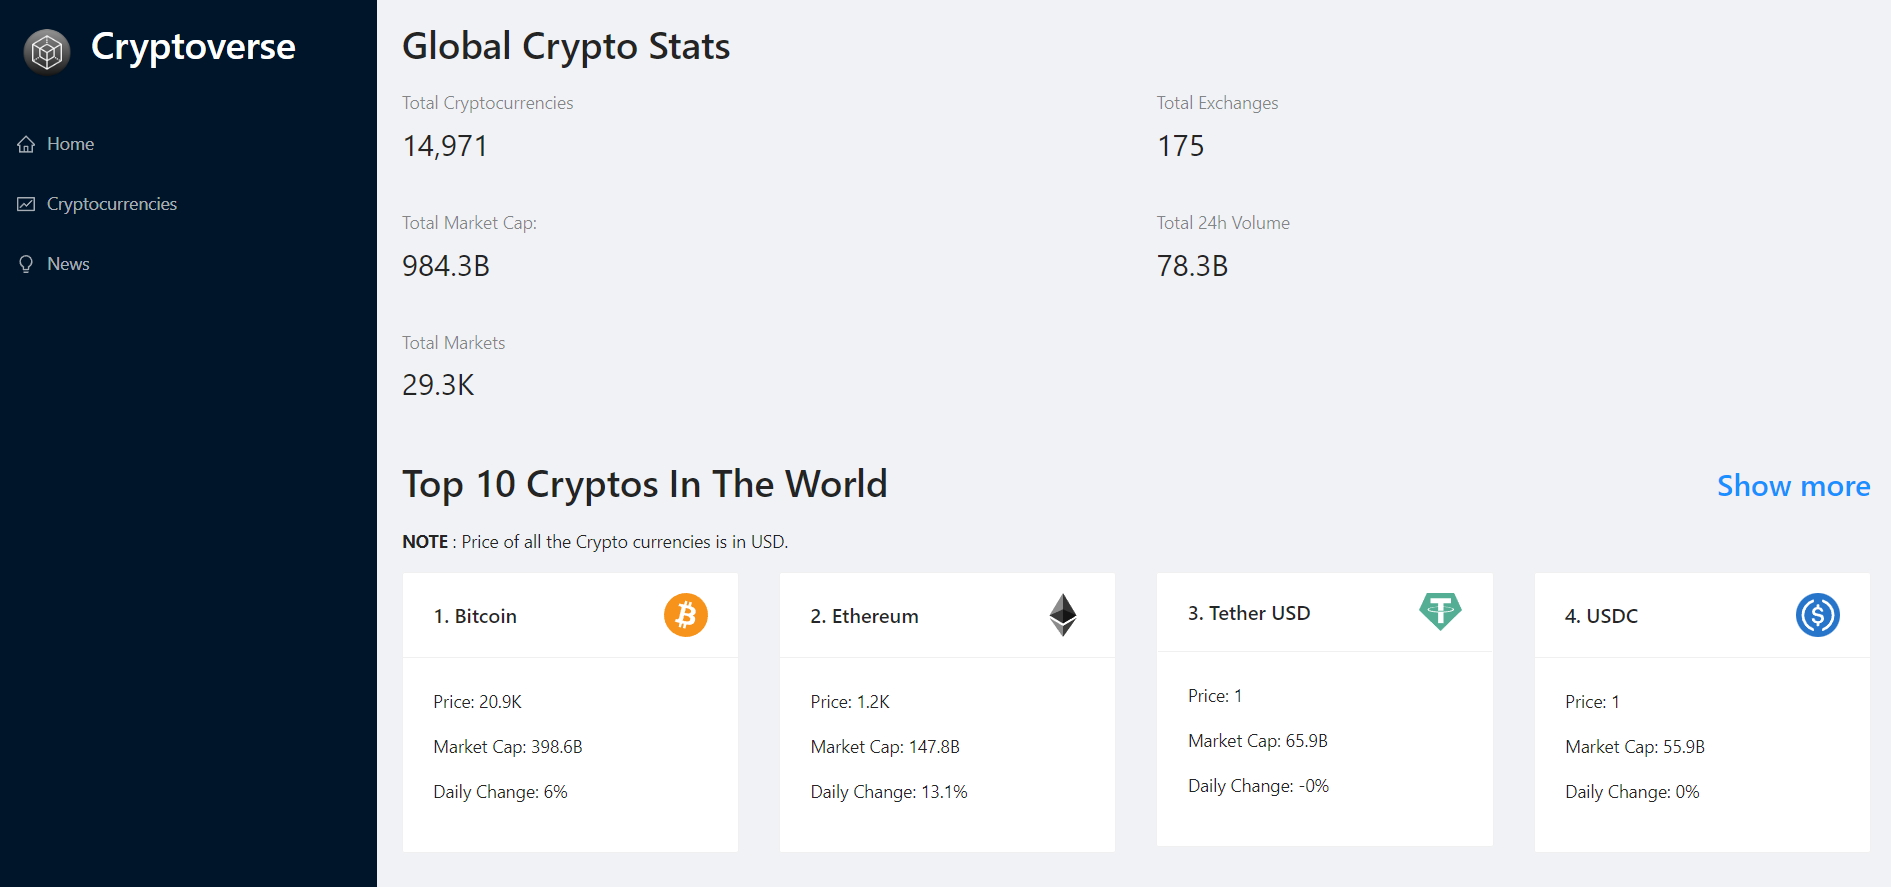 Cryptoverse
Home
Cryptocurrencies
News
Global Crypto Stats
Total Cryptocurrencies
14,971
Total Exchanges
175
Total Market Cap:
984.3B
Total 24h Volume
78.3B
Total Markets
29.3K
Top 10 Cryptos In The World
Show more
NOTE : Price of all the Crypto currencies is in USD.
1. Bitcoin
Price: 20.9K
Market Cap: 398.6B
Daily Change: 6%
2. Ethereum
Price: 1.2K
Market Cap: 147.8B
Daily Change: 13.1%
3. Tether USD
Price: 1
Market Cap: 65.9B
Daily Change: -0%
4. USDC
Price: 1
Market Cap: 55.9B
Daily Change: 0%